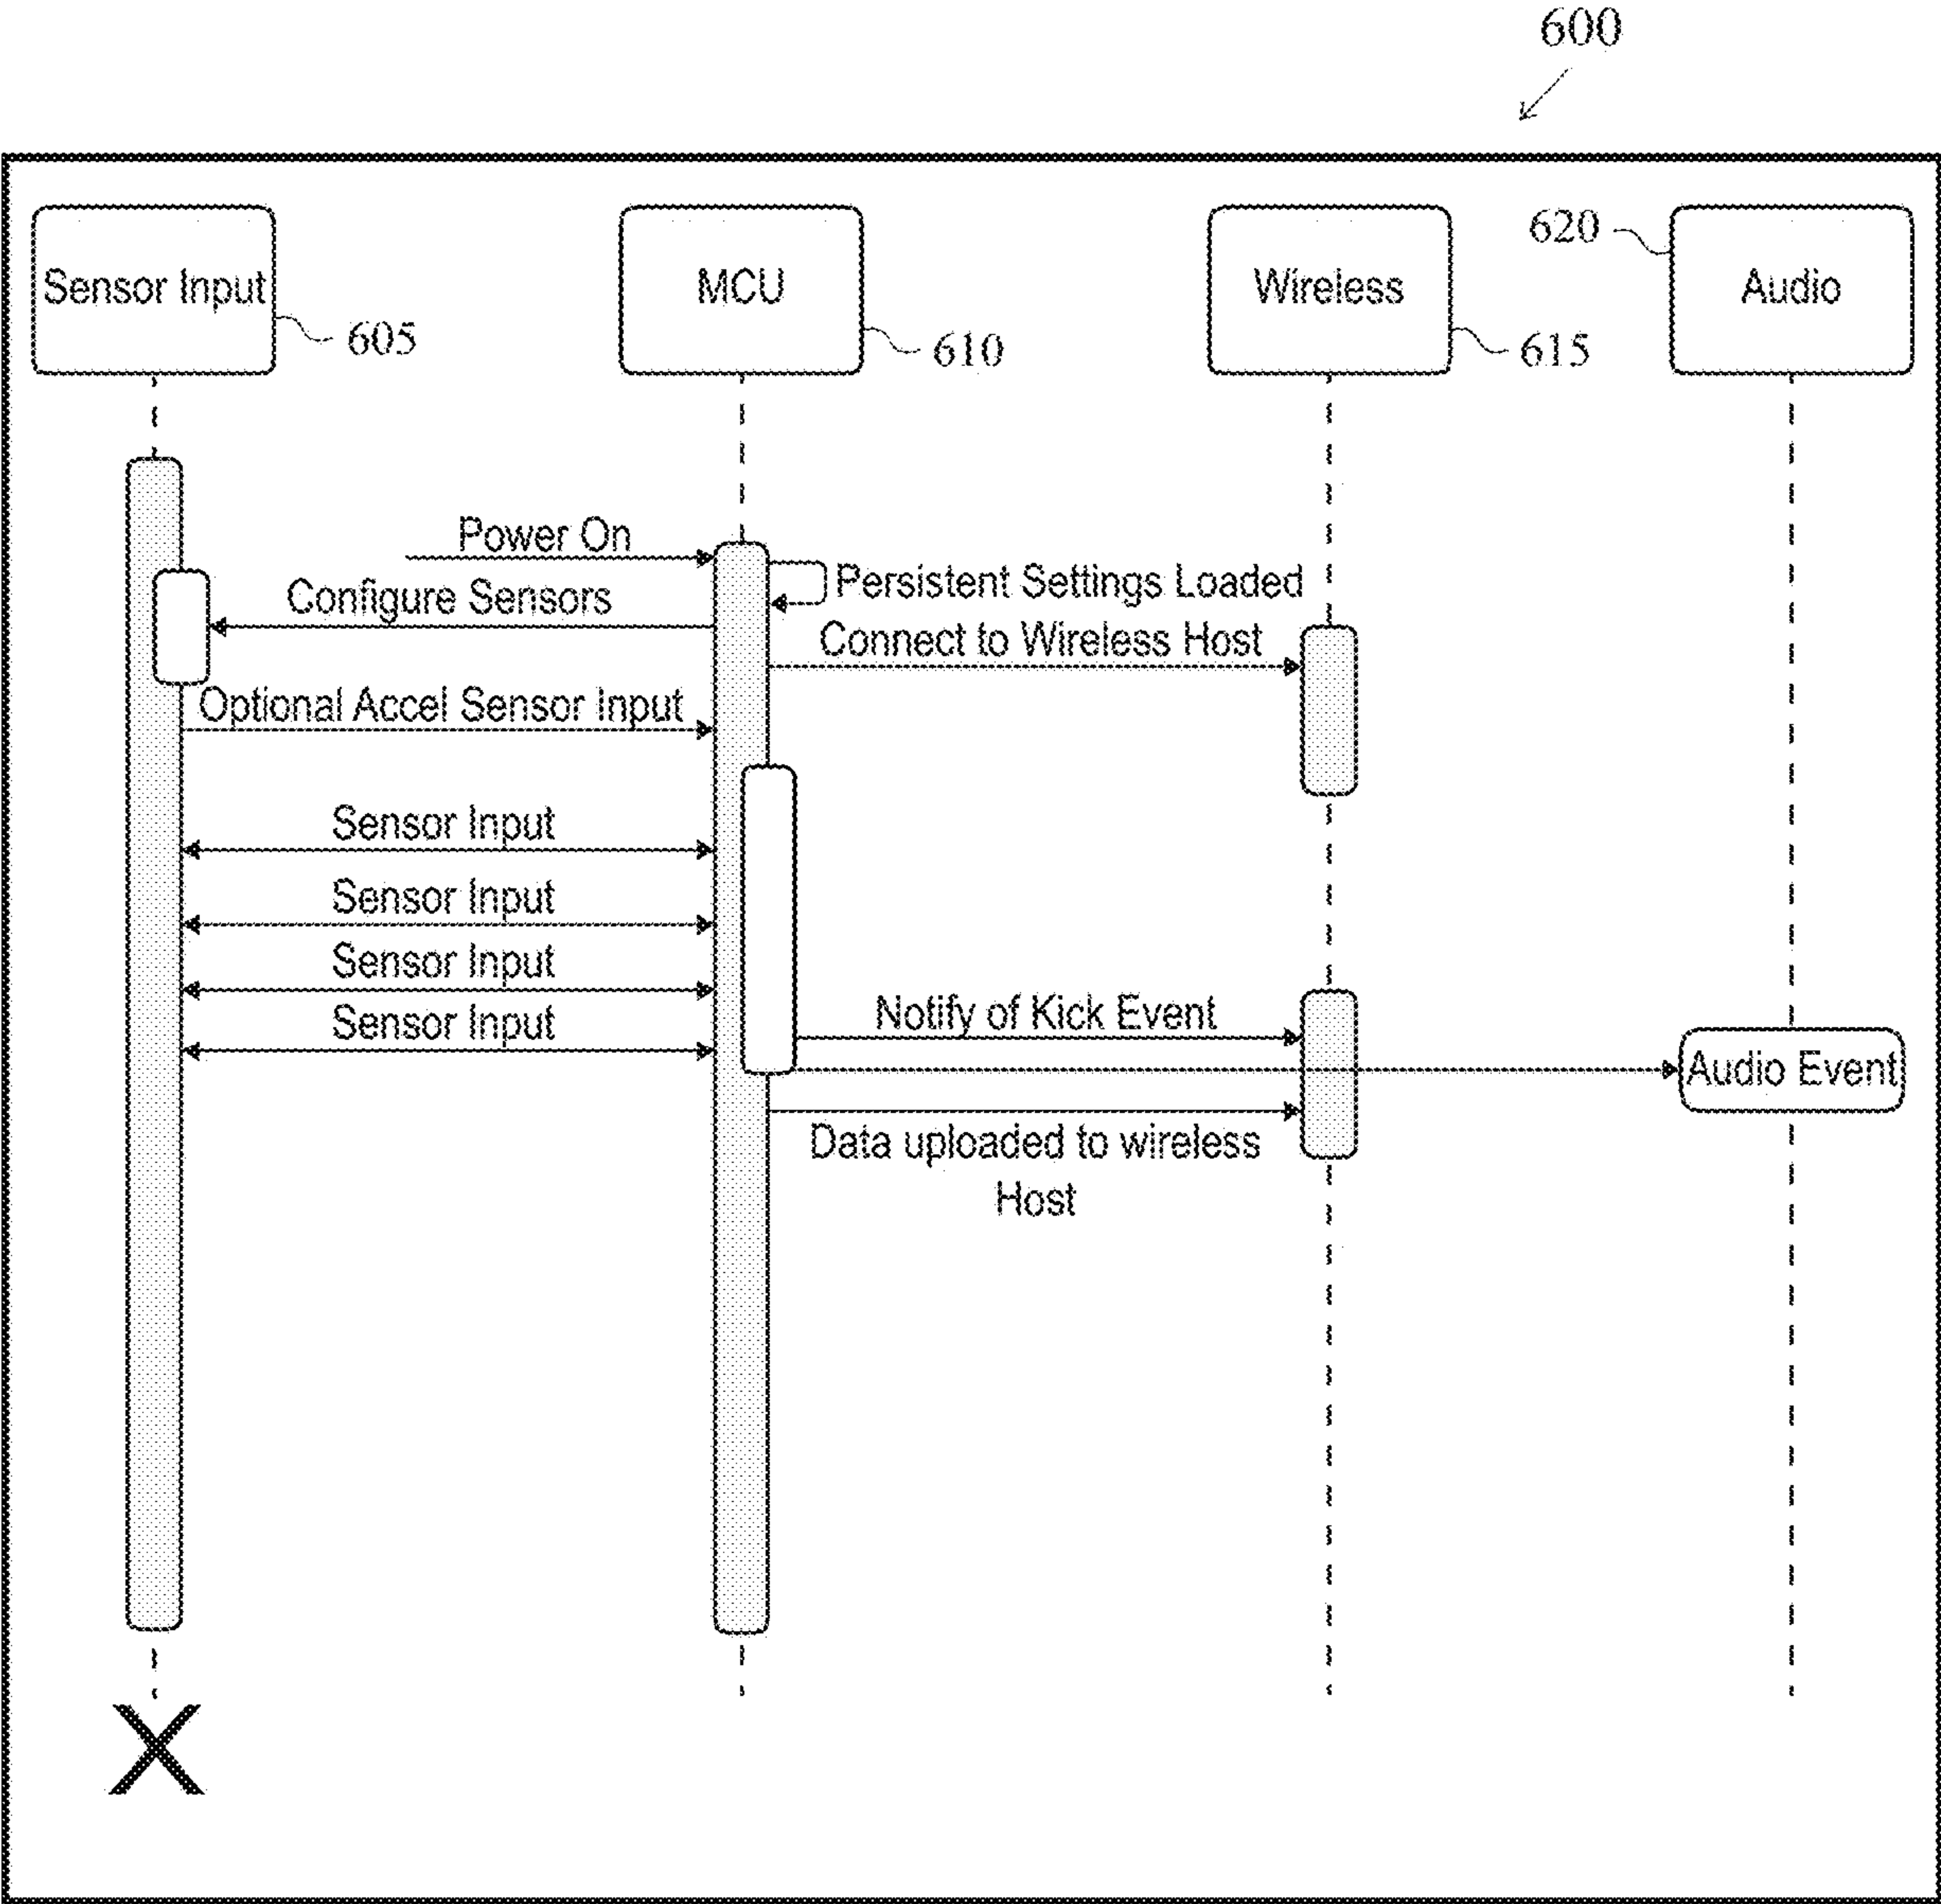 600
Sensor Input
605
MCU
610
Wireless
615
620
Audio
Power On
Persistent Settings Loaded
Configure Sensors
Connect to Wireless Host
Optional Accel Sensor Input
Sensor Input
Sensor Input
Sensor Input
Sensor Input
Notify of Kick Event
Audio Event
Data uploaded to wireless
Host